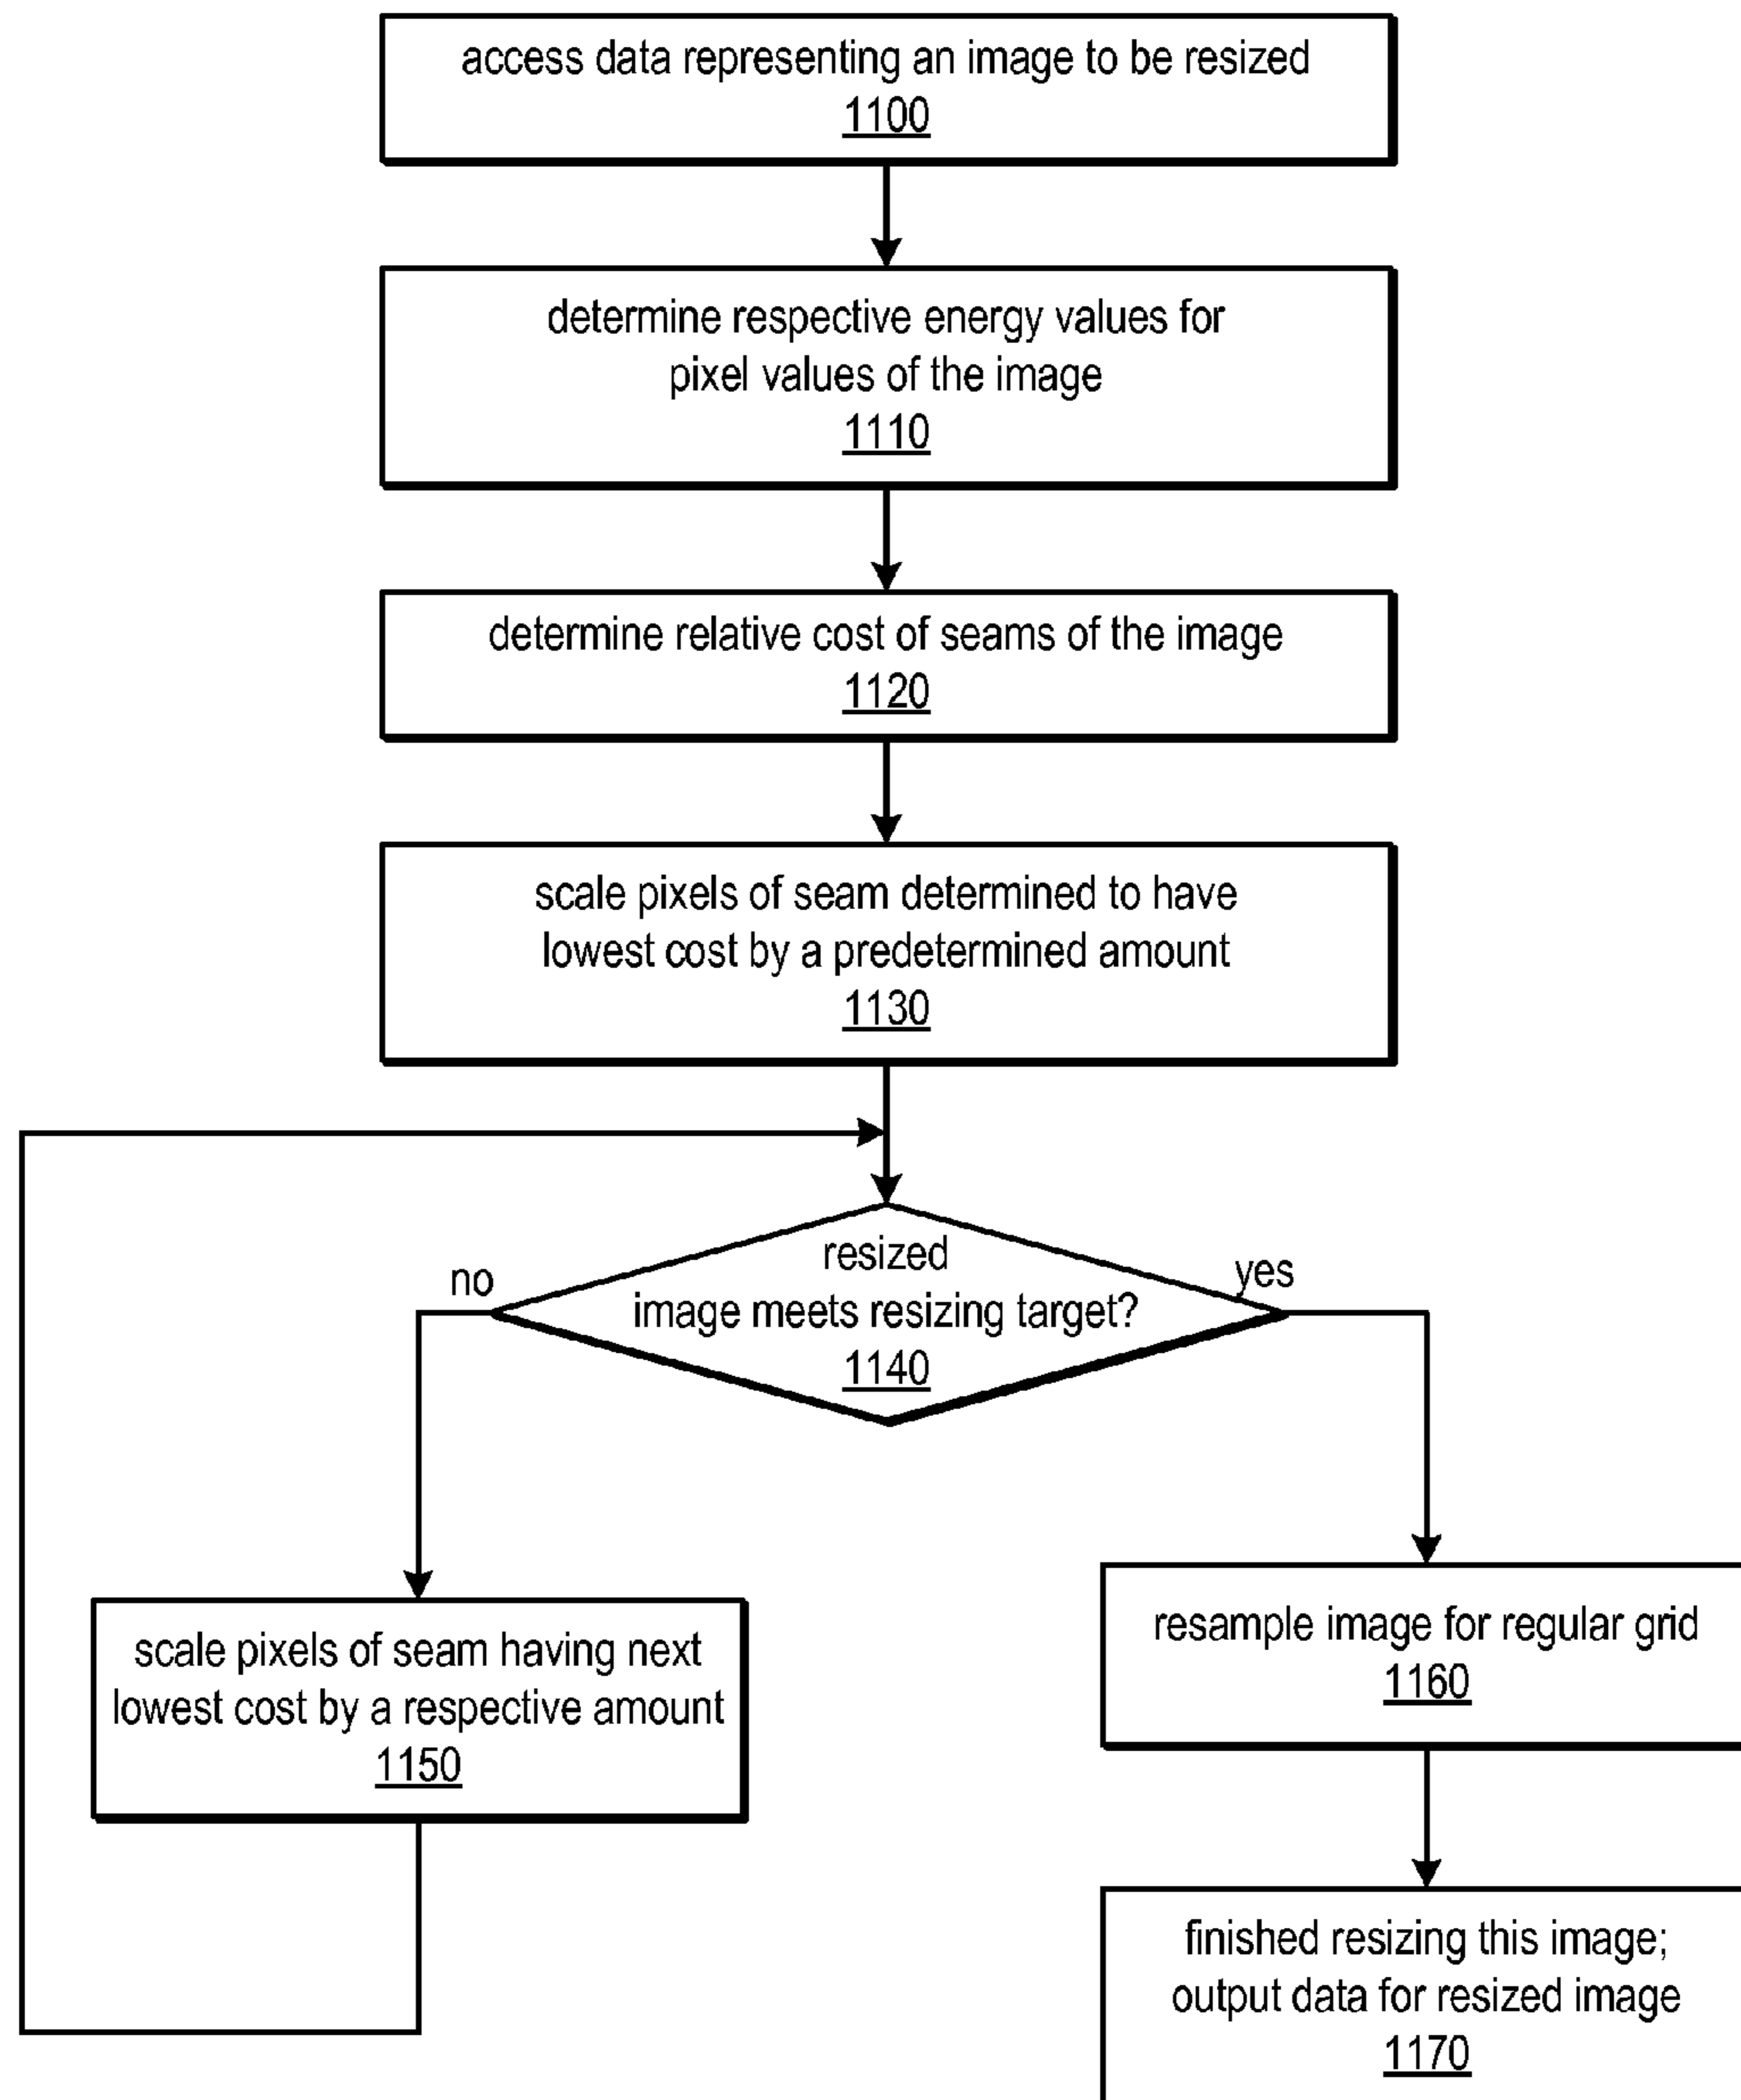 access data representing an image to be resized
1100
determine respective energy values for
pixel values of the image
1110
determine relative cost of seams of the image
1120
scale pixels of seam determined to have
lowest cost by a predetermined amount
1130
resized
image meets resizing target?
1140
no
yes
scale pixels of seam having next
lowest cost by a respective amount
1150
resample image for regular grid
1160
finished resizing this image;
output data for resized image
1170